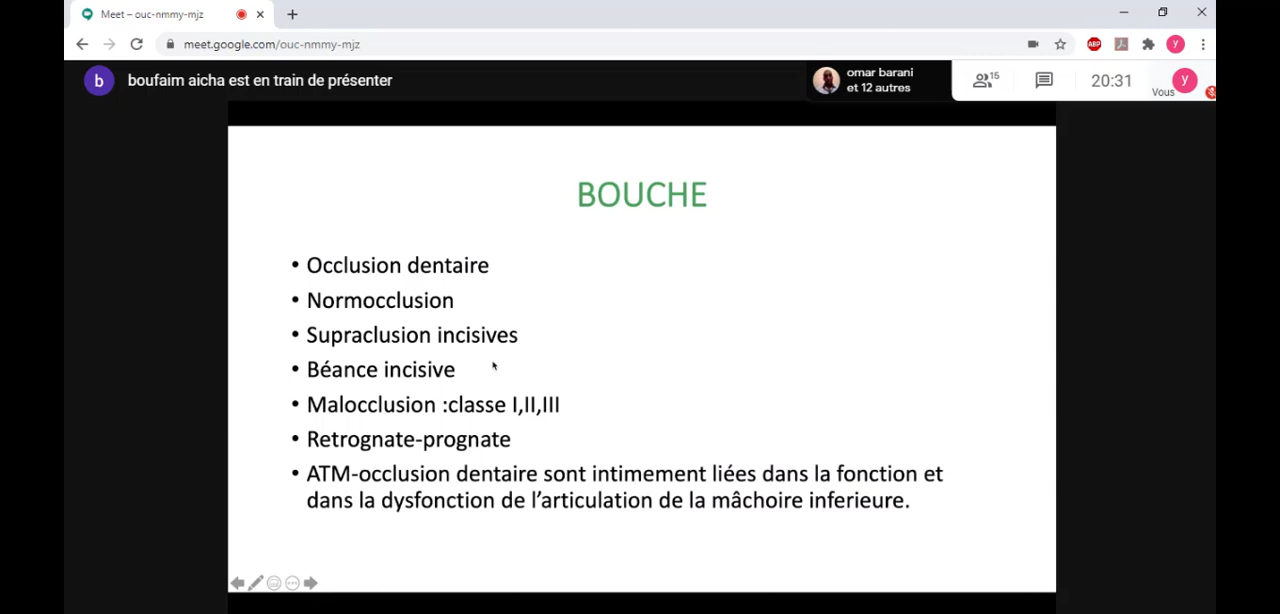 Meet – ouc-nmmy-mjz
meet.google.com/ouc-nmmy-mjz
ABP
y
b
boufaim aicha est en train de présenter
omar barani
et 12 autres
15
20:31
Vous
y
BOUCHE
• Occlusion dentaire
• Normocclusion
• Supraclusion incisives
• Béance incisive
• Malocclusion :classe I,II,III
• Retrognate-prognate
• ATM-occlusion dentaire sont intimement liées dans la fonction et
dans la dysfonction de l’articulation de la mâchoire inferieure.